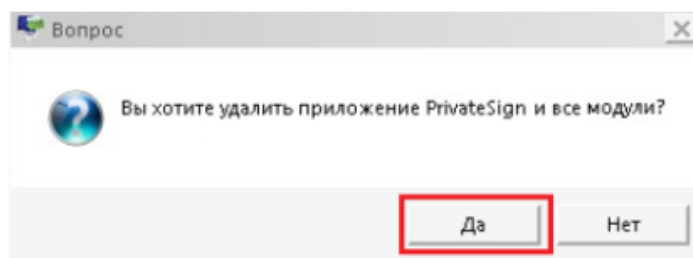 Вопрос
Вы хотите удалить приложение PrivateSign и все модули?
Да
Нет